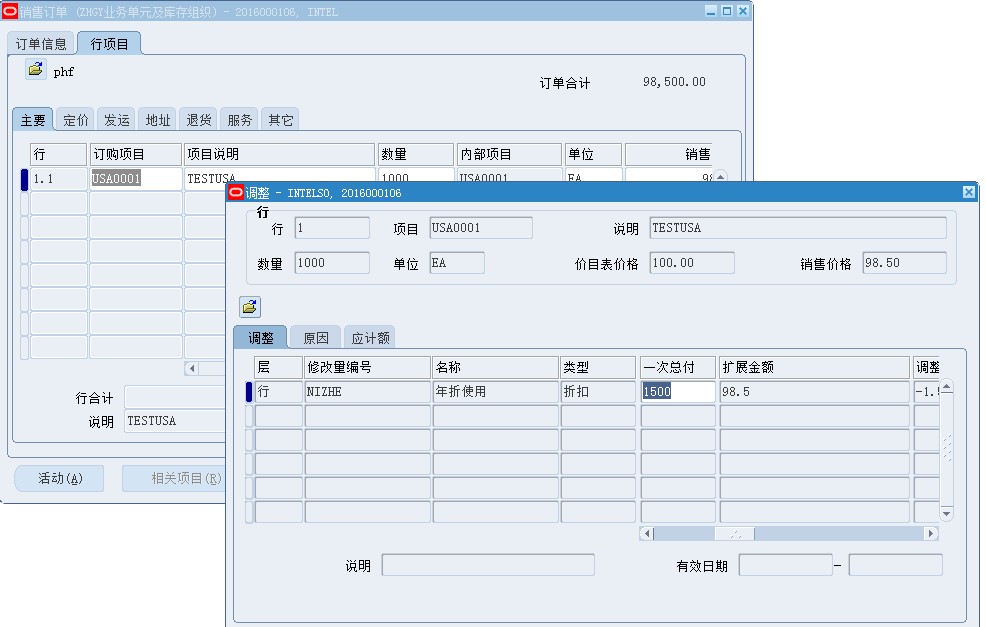 销售订单 (ZHGY业务单元及库存组织) - 2016000106, INTEL
订单信息 行项目
phf
订单合计 98,500.00
主要 定价 发运 地址 退货 服务 其它
行 订购项目 项目说明 数量 内部项目 单位 销售
1.1 USA0001 TESTUSA 1000 USA0001 EA
行合计
说明 TESTUSA
活动(A) 相关项目(R)
调整 - INTELSO, 2016000106
行
行 1 项目 USA0001 说明 TESTUSA
数量 1000 单位 EA 价目表价格 100.00 销售价格 98.50
调整 原因 应计额
层 修改量编号 名称 类型 一次总付 扩展金额 调整
行 NIZHE 年折使用 折扣 1500 98.5
说明 有效日期 -